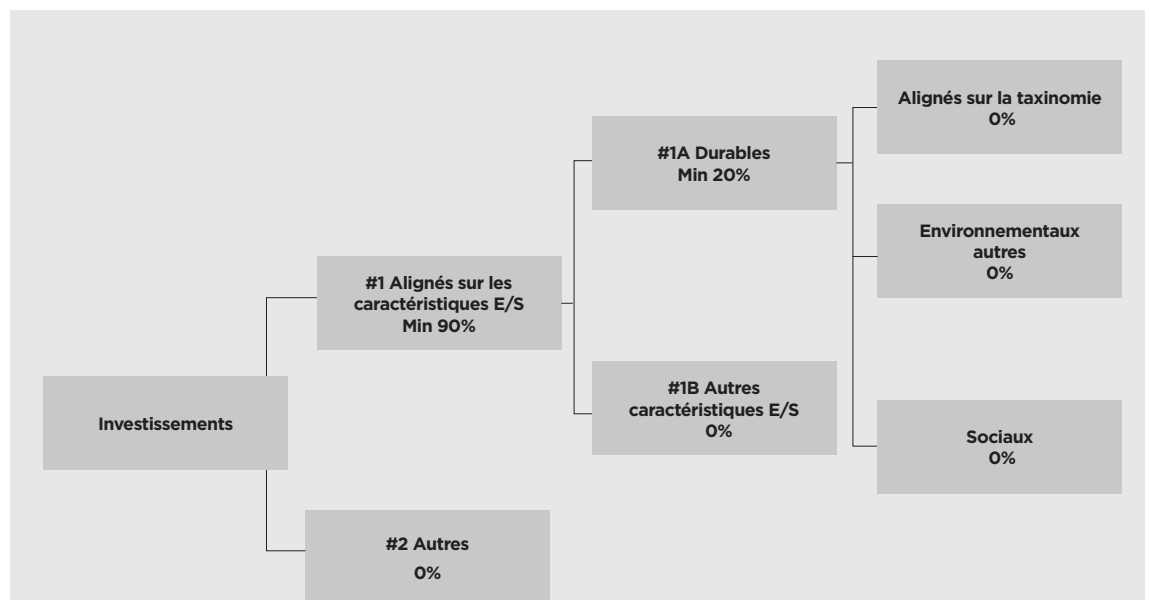 Alignés sur la taxinomie
0%
#1A Durables
Min 20%
Environnementaux
autres
0%
#1 Alignés sur les
caractéristiques E/S
Min 90%
#1B Autres
caractéristiques E/S
0%
Investissements
Sociaux
0%
#2 Autres
0%